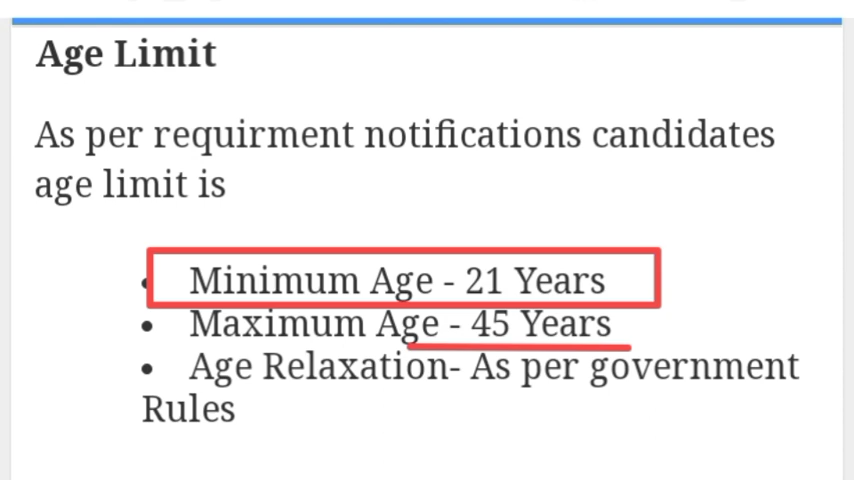 Age Limit
As per requirment notifications candidates
age limit is
• Minimum Age - 21 Years
• Maximum Age - 45 Years
• Age Relaxation- As per government
Rules